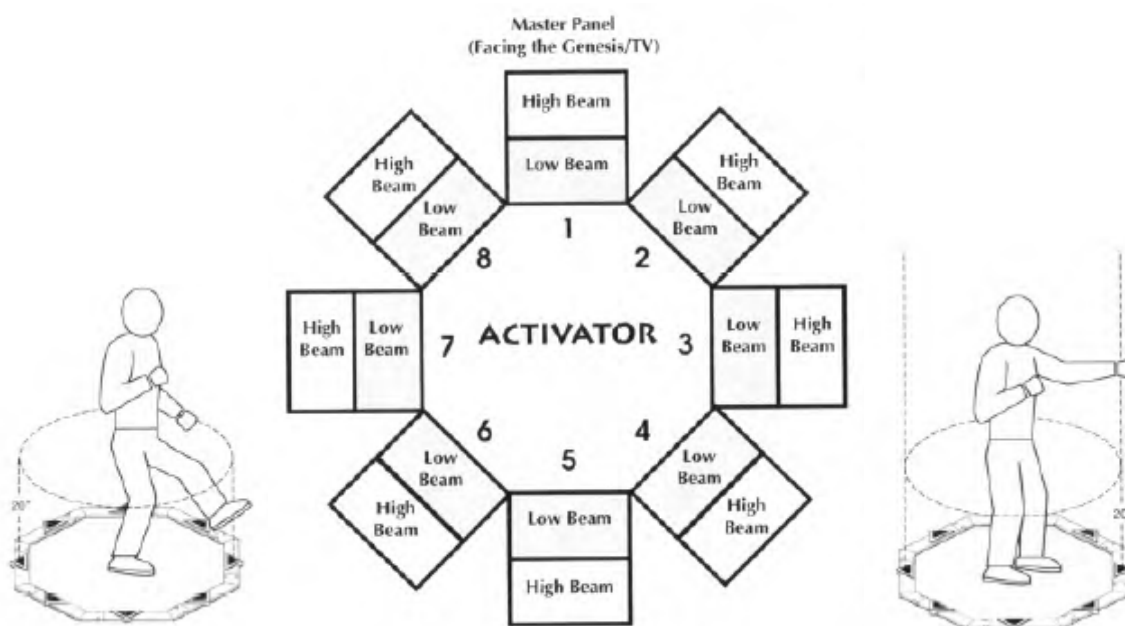 Master Panel
(Facing the Genesis/TV)
High Beam
Low Beam
1
High
Beam
Low
Beam
2
Low
Beam
High
Beam
3
Low
Beam
High
Beam
4
Low Beam
High Beam
5
Low
Beam
High
Beam
6
High
Beam
Low
Beam
7
High
Beam
Low
Beam
8
ACTIVATOR
20"